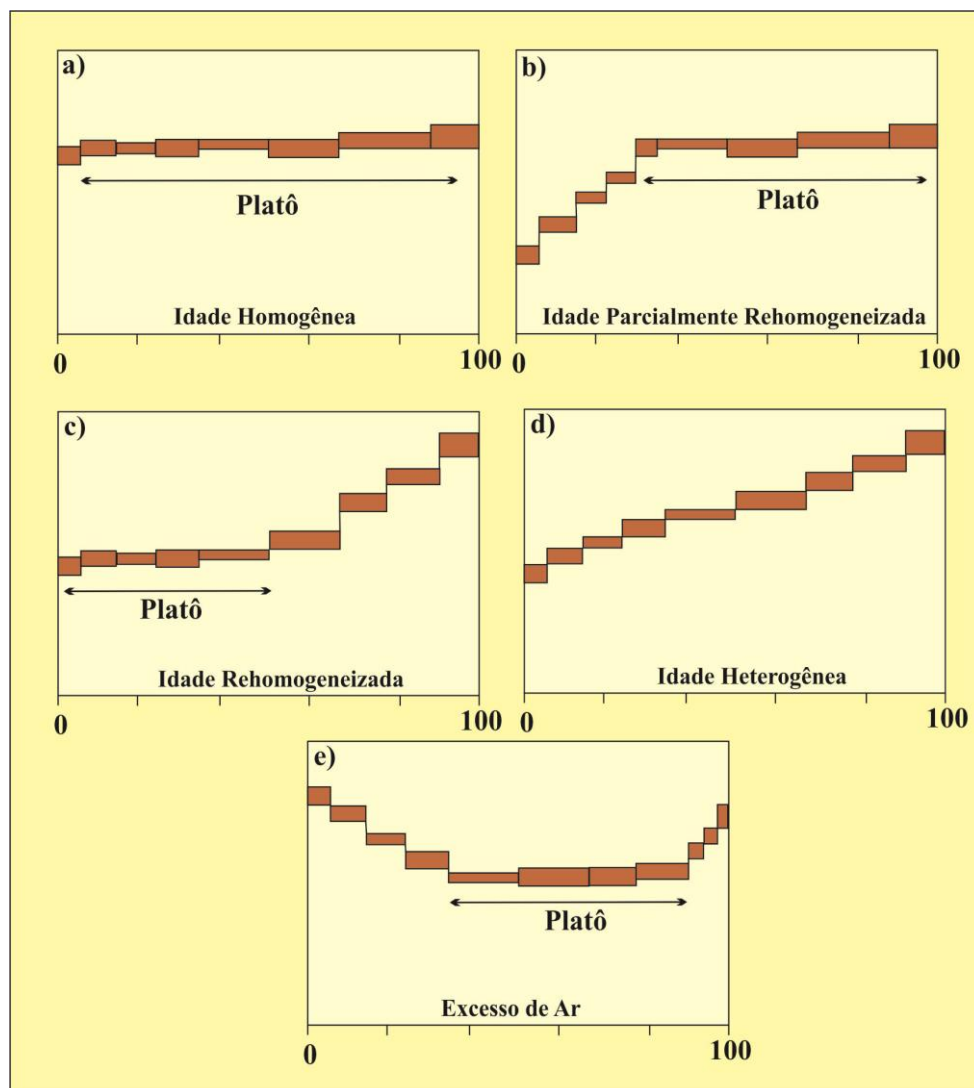 a)
Platô
Idade Homogênea
0 100
b)
Platô
Idade Parcialmente Rehomogeneizada
0 100
c)
Platô
Idade Rehomogeneizada
0 100
d)
Idade Heterogênea
0 100
e)
Platô
Excesso de Ar
0 100